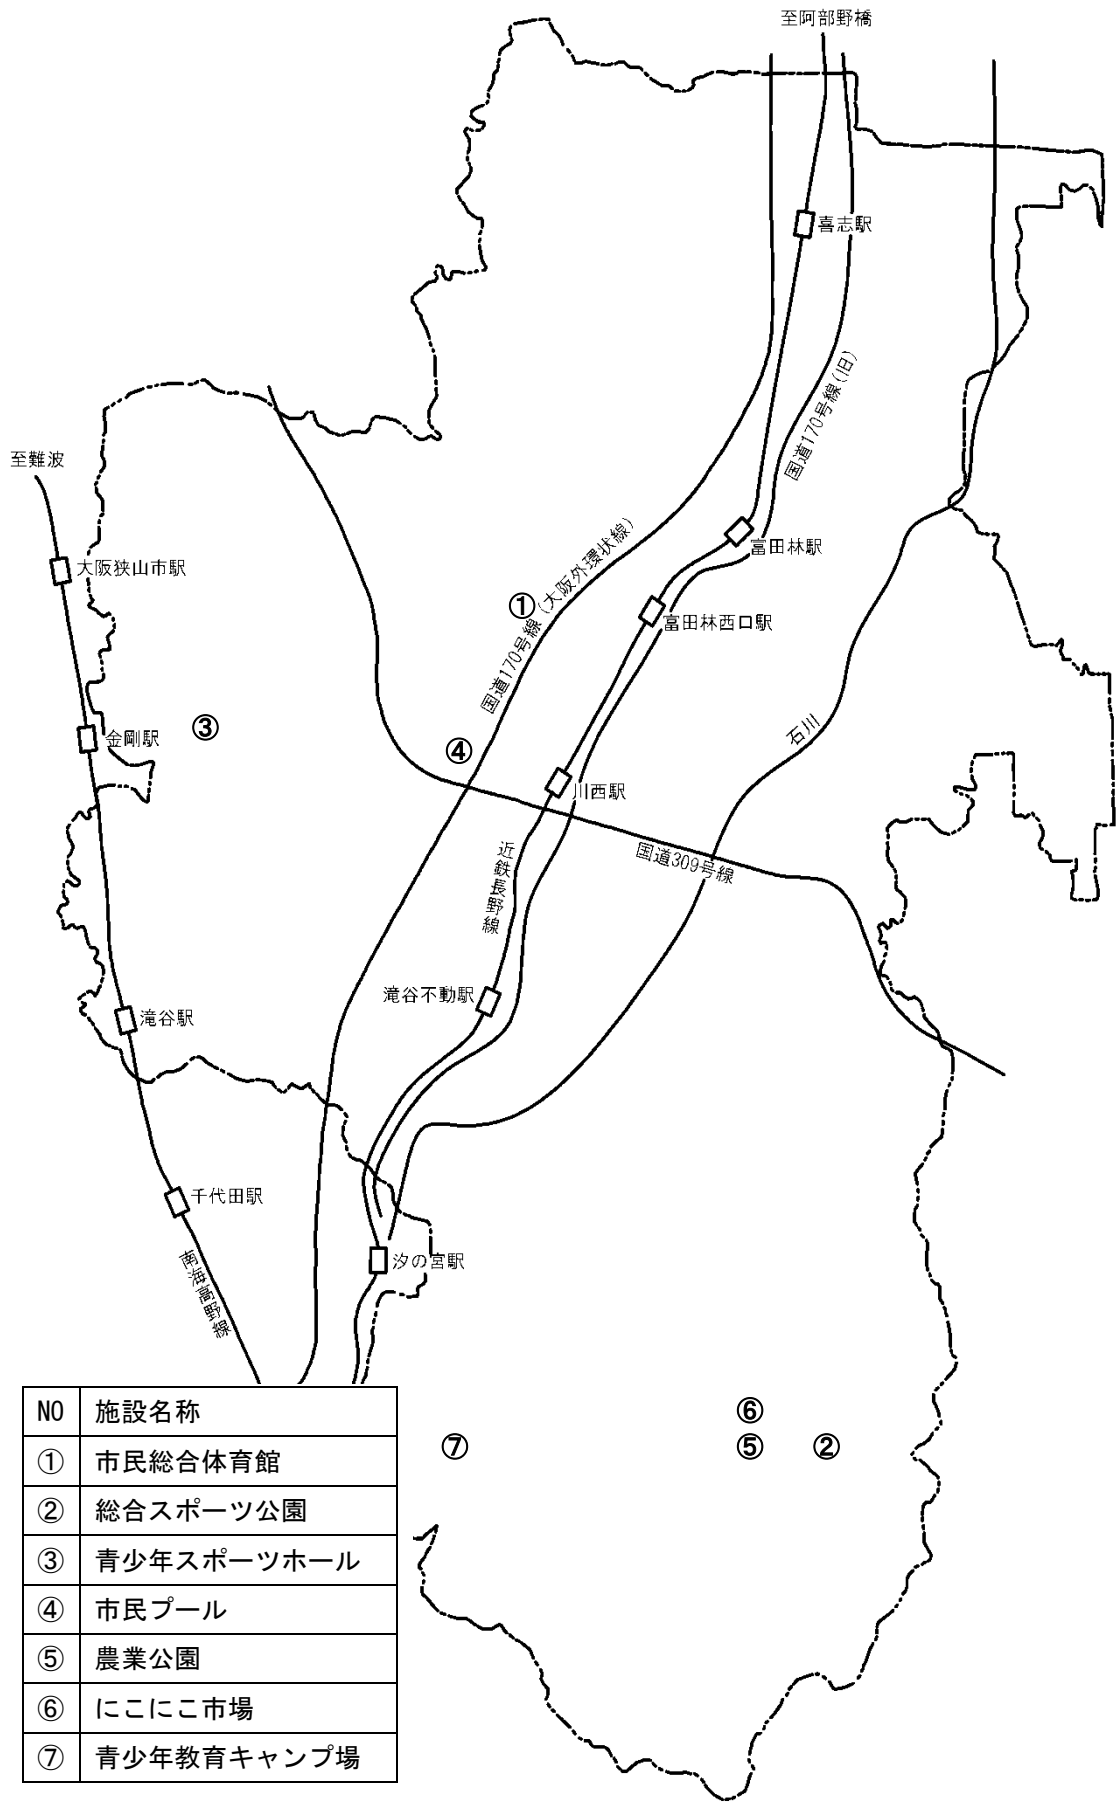 至阿部野橋
喜志駅
国道170号線(旧)
至難波
大阪狭山市駅
富田林駅
国道170号線(大阪外環状線)
①
富田林西口駅
③
金剛駅
④
石川
川西駅
国道309号線
近鉄長野線
滝谷不動駅
滝谷駅
千代田駅
汐の宮駅
南海高野線
⑥
⑦
⑤
②
NO 施設名称
① 市民総合体育館
② 総合スポーツ公園
③ 青少年スポーツホール
④ 市民プール
⑤ 農業公園
⑥ にこにこ市場
⑦ 青少年教育キャンプ場